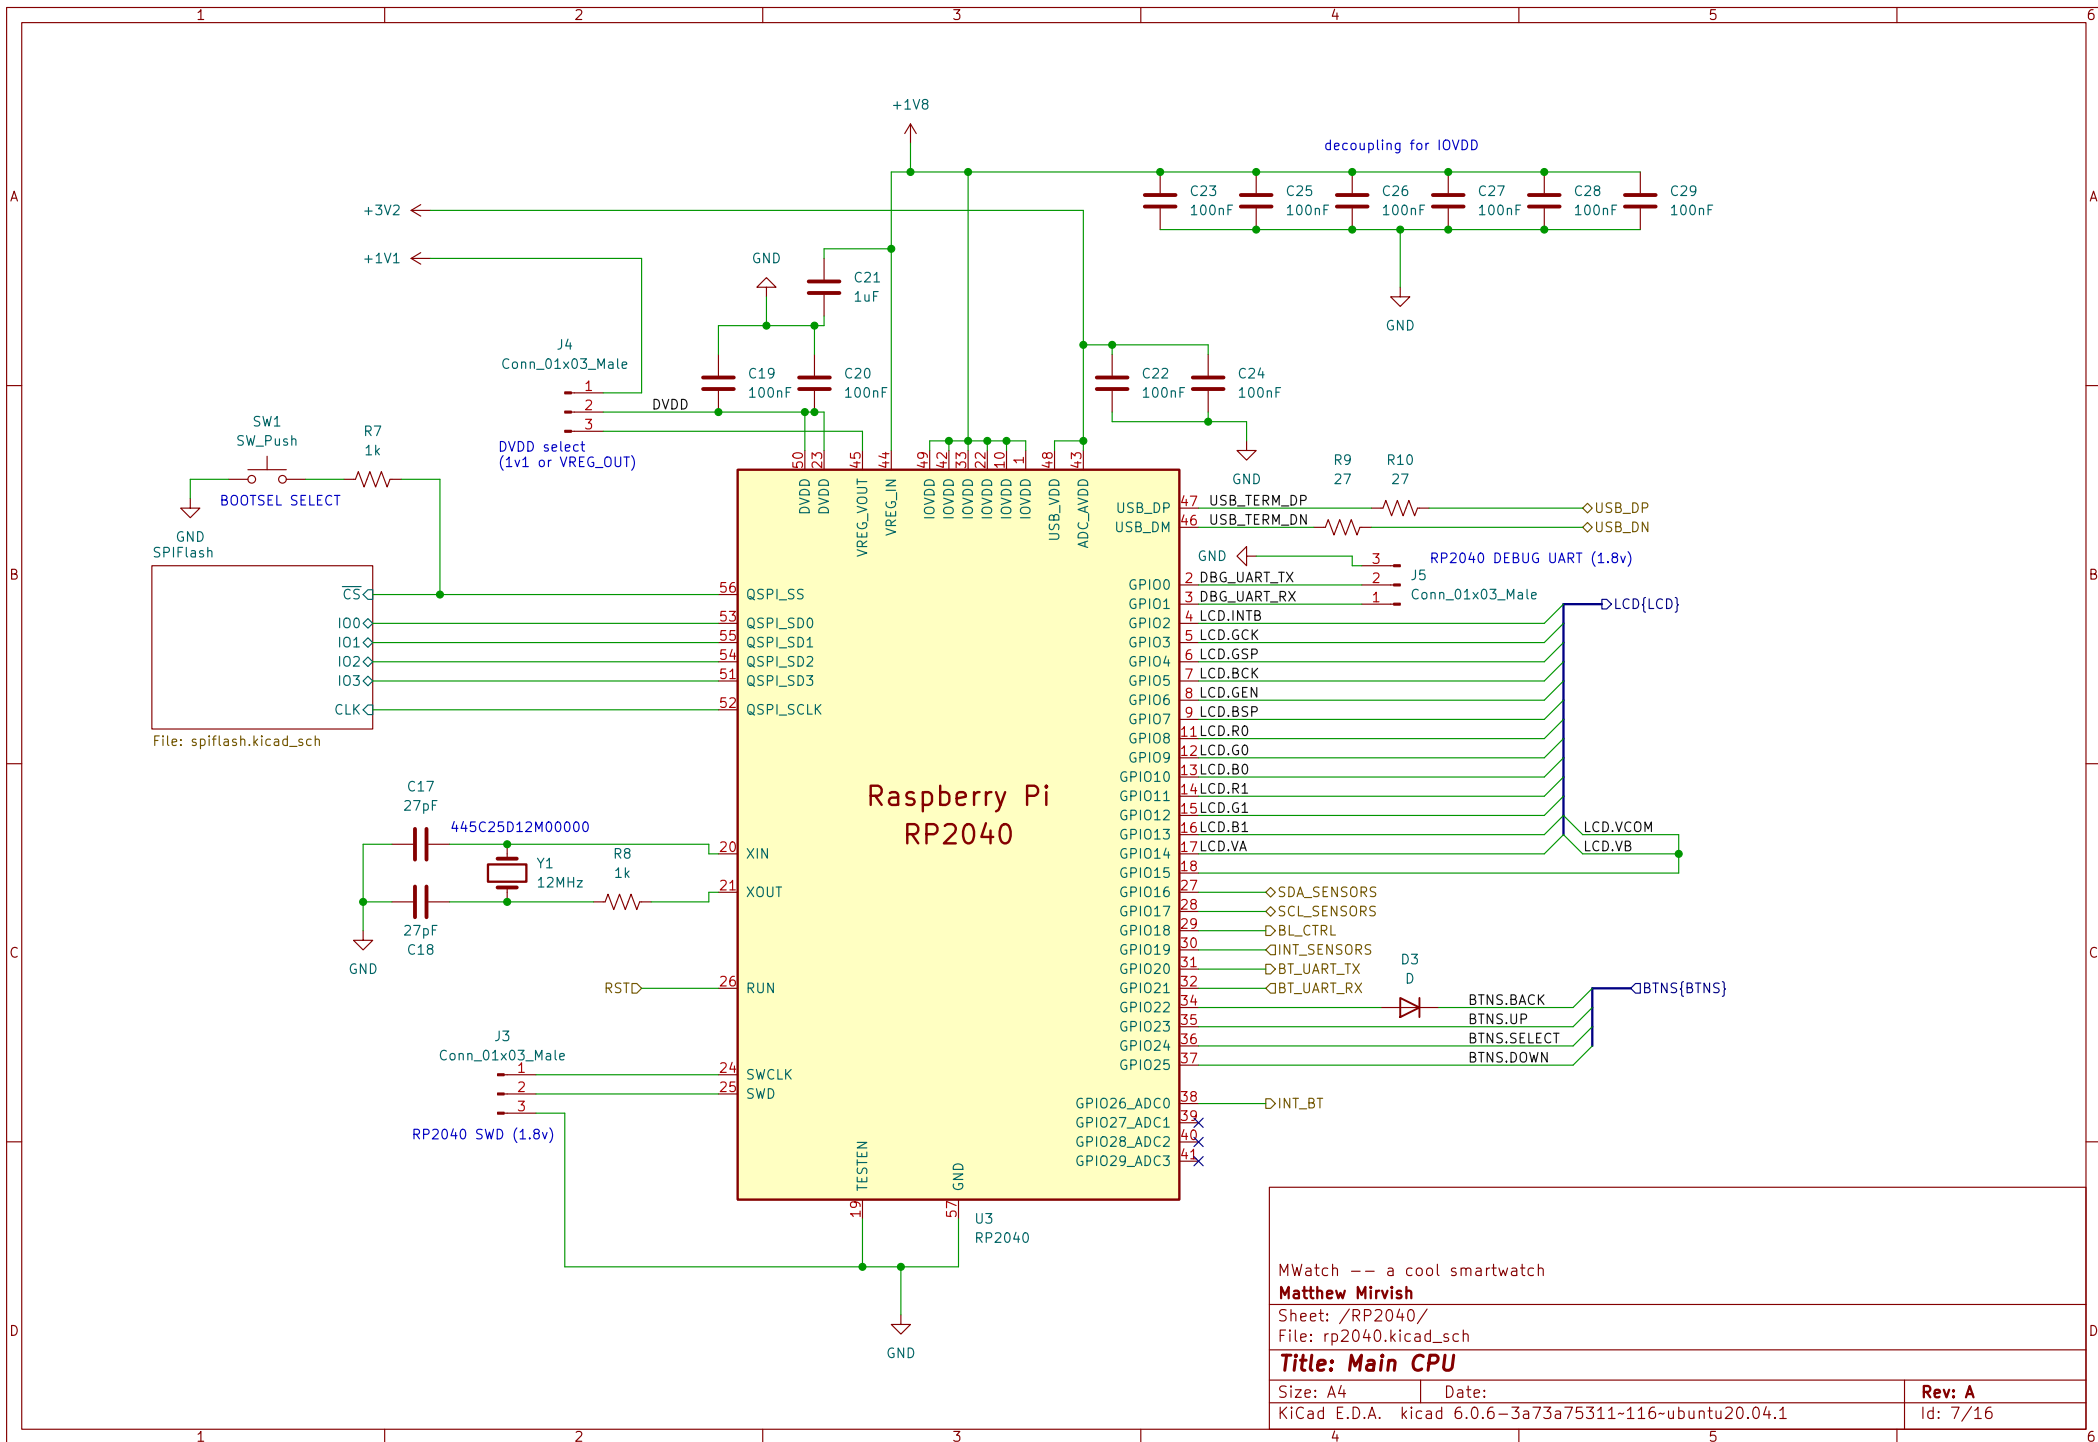 1 2 3 4 5 6
+1V8
decoupling for IOVDD
A
A
C23
100nF
C25
100nF
C26
100nF
C27
100nF
C28
100nF
C29
100nF
+3V2
+1V1
GND
C21
1uF
GND
J4
Conn_01x03_Male
1
2
3
DVDD
C19
100nF
C20
100nF
C22
100nF
C24
100nF
GND
DVDD select
(1v1 or VREG_OUT)
SW1
SW_Push
R7
1k
BOOTSEL SELECT
GND
50
23
45
44
49
42
33
22
10
1
48
43
DVDD
DVDD
VREG_VOUT
VREG_IN
IOVDD
IOVDD
IOVDD
IOVDD
IOVDD
IOVDD
USB_VDD
ADC_AVDD
R9
27
R10
27
USB_DP 47 USB_TERM_DP
USB_DP
USB_DM 46 USB_TERM_DN
USB_DN
B
B
SPIFlash
CS
IO0
IO1
IO2
IO3
CLK
File: spiflash.kicad_sch
56 QSPI_SS
53 QSPI_SD0
55 QSPI_SD1
54 QSPI_SD2
51 QSPI_SD3
52 QSPI_SCLK
GND
3
2
1
RP2040 DEBUG UART (1.8v)
J5
Conn_01x03_Male
GPIO0 2 DBG_UART_TX
GPIO1 3 DBG_UART_RX
GPIO2 4 LCD.INTB
GPIO3 5 LCD.GCK
GPIO4 6 LCD.GSP
GPIO5 7 LCD.BCK
GPIO6 8 LCD.GEN
GPIO7 9 LCD.BSP
GPIO8 11 LCD.R0
GPIO9 12 LCD.G0
GPIO10 13 LCD.B0
GPIO11 14 LCD.R1
GPIO12 15 LCD.G1
GPIO13 16 LCD.B1
GPIO14 17 LCD.VA
GPIO15 18
LCD{LCD}
LCD.VCOM
LCD.VB
Raspberry Pi
RP2040
C17
27pF
445C25D12M00000
Y1
12MHz
R8
1k
27pF
C18
GND
20 XIN
21 XOUT
C
C
GPIO16 27 SDA_SENSORS
GPIO17 28 SCL_SENSORS
GPIO18 29 BL_CTRL
GPIO19 30 INT_SENSORS
GPIO20 31 BT_UART_TX
GPIO21 32 BT_UART_RX
GPIO22 34
GPIO23 35
GPIO24 36
GPIO25 37
D3
D
BTNS.BACK
BTNS.UP
BTNS.SELECT
BTNS.DOWN
BTNS{BTNS}
RST
26 RUN
J3
Conn_01x03_Male
1
2
3
24 SWCLK
25 SWD
RP2040 SWD (1.8v)
GPIO26_ADC0 38 INT_BT
GPIO27_ADC1 39
GPIO28_ADC2 40
GPIO29_ADC3 41
TESTEN
19
GND
57
U3
RP2040
GND
D
D
MWatch -- a cool smartwatch
Matthew Mirvish
Sheet: /RP2040/
File: rp2040.kicad_sch
Title: Main CPU
Size: A4 Date: Rev: A
KiCad E.D.A. kicad 6.0.6-3a73a75311~116~ubuntu20.04.1 Id: 7/16
1 2 3 4 5 6